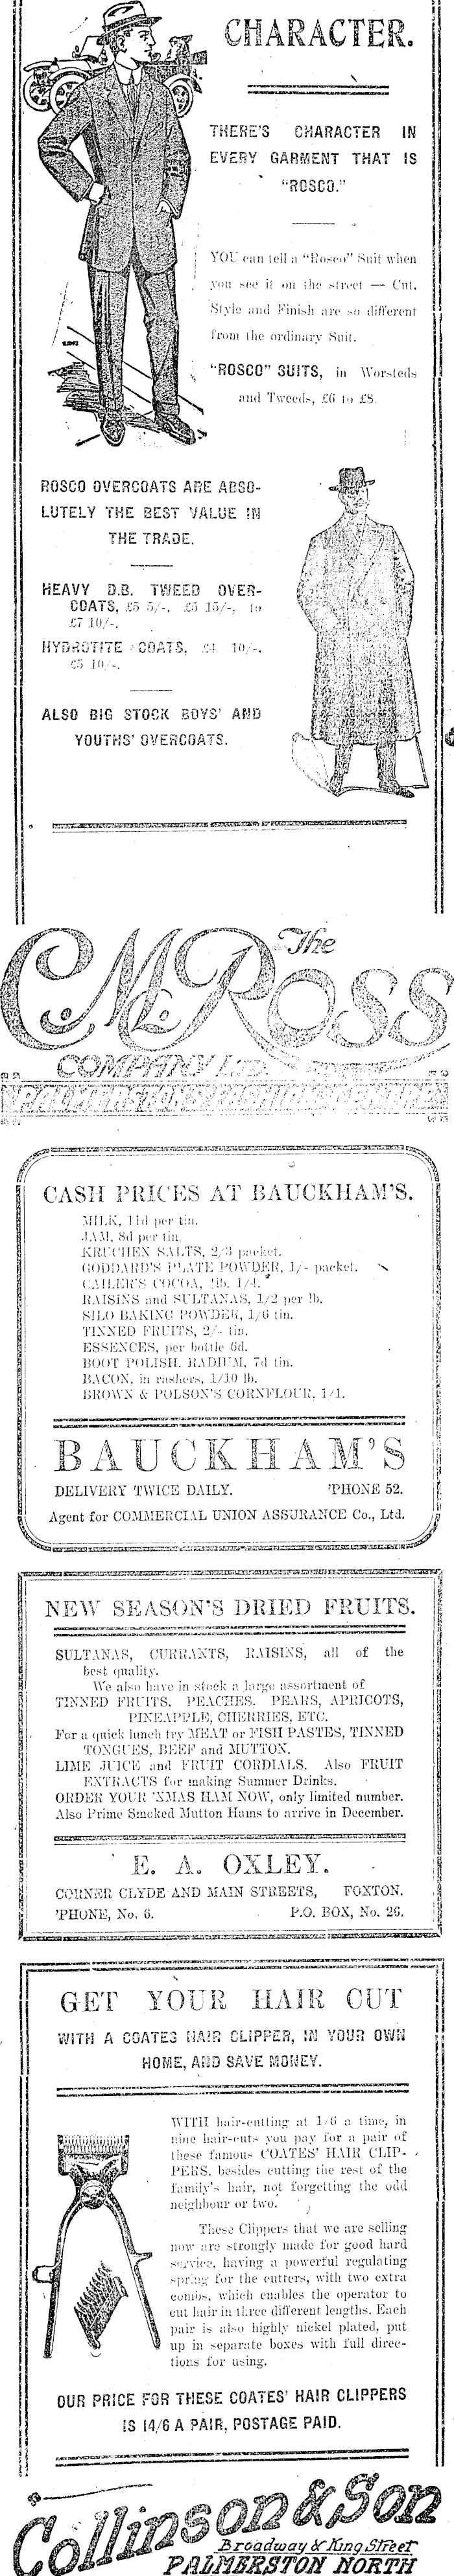 CHARACTER.
THERE'S CHARACTER IN
EVERY GARMENT THAT IS
"ROSCO."
YOU can tell a "Rosco" Suit when
you see it on the street — Cut,
Style and Finish are so different
from the ordinary Suit.
"ROSCO" SUITS, in Worsteds
and Tweeds, £6 to £8.
ROSCO OVERCOATS ARE ABSO-
LUTELY THE BEST VALUE IN
THE TRADE.
HEAVY D.B. TWEED OVER-
COATS, £5 5/-, £5 15/-, to
£7 10/-.
HYDROTITE COATS, £4 10/-,
£5 10/-.
ALSO BIG STOCK BOYS' AND
YOUTHS' OVERCOATS.
The
C.M. Ross
COMPANY LTD
PALMERSTON'S FASHION CENTRE
CASH PRICES AT BAUCKHAM'S.
MILK, 11d per tin.
JAM, 8d per tin.
KRUCHEN SALTS, 2/3 packet.
GODDARD'S PLATE POWDER, 1/- packet.
CAILER'S COCOA, lb. 1/4.
RAISINS and SULTANAS, 1/2 per lb.
SILO BAKING POWDER, 1/6 tin.
TINNED FRUITS, 2/- tin.
ESSENCES, per bottle 6d.
BOOT POLISH, RADIUM, 7d tin.
BACON, in rashers, 1/10 lb.
BROWN & POLSON'S CORNFLOUR, 1/1.
BAUCKHAM'S
DELIVERY TWICE DAILY. 'PHONE 52.
Agent for COMMERCIAL UNION ASSURANCE Co., Ltd.
NEW SEASON'S DRIED FRUITS.
SULTANAS, CURRANTS, RAISINS, all of the
best quality.
We also have in stock a large assortment of
TINNED FRUITS. PEACHES. PEARS, APRICOTS,
PINEAPPLE, CHERRIES, ETC.
For a quick lunch try MEAT or FISH PASTES, TINNED
TONGUES, BEEF and MUTTON.
LIME JUICE and FRUIT CORDIALS. Also FRUIT
EXTRACTS for making Summer Drinks.
ORDER YOUR 'XMAS HAM NOW, only limited number.
Also Prime Smoked Mutton Hams to arrive in December.
E. A. OXLEY.
CORNER CLYDE AND MAIN STREETS, FOXTON.
'PHONE, No. 6. P.O. BOX, No. 26.
GET YOUR HAIR CUT
WITH A COATES HAIR CLIPPER, IN YOUR OWN
HOME, AND SAVE MONEY.
WITH hair-cutting at 1/6 a time, in
nine hair-cuts you pay for a pair of
these famous COATES' HAIR CLIP-
PERS, besides cutting the rest of the
family's hair, not forgetting the odd
neighbour or two.
These Clippers that we are selling
now are strongly made for good hard
service, having a powerful regulating
spring for the cutters, with two extra
combs, which enables the operator to
cut hair in three different lengths. Each
pair is also highly nickel plated, put
up in separate boxes with full direc-
tions for using.
OUR PRICE FOR THESE COATES' HAIR CLIPPERS
IS 14/6 A PAIR, POSTAGE PAID.
Collinson & Son
Broadway & King Street
PALMERSTON NORTH